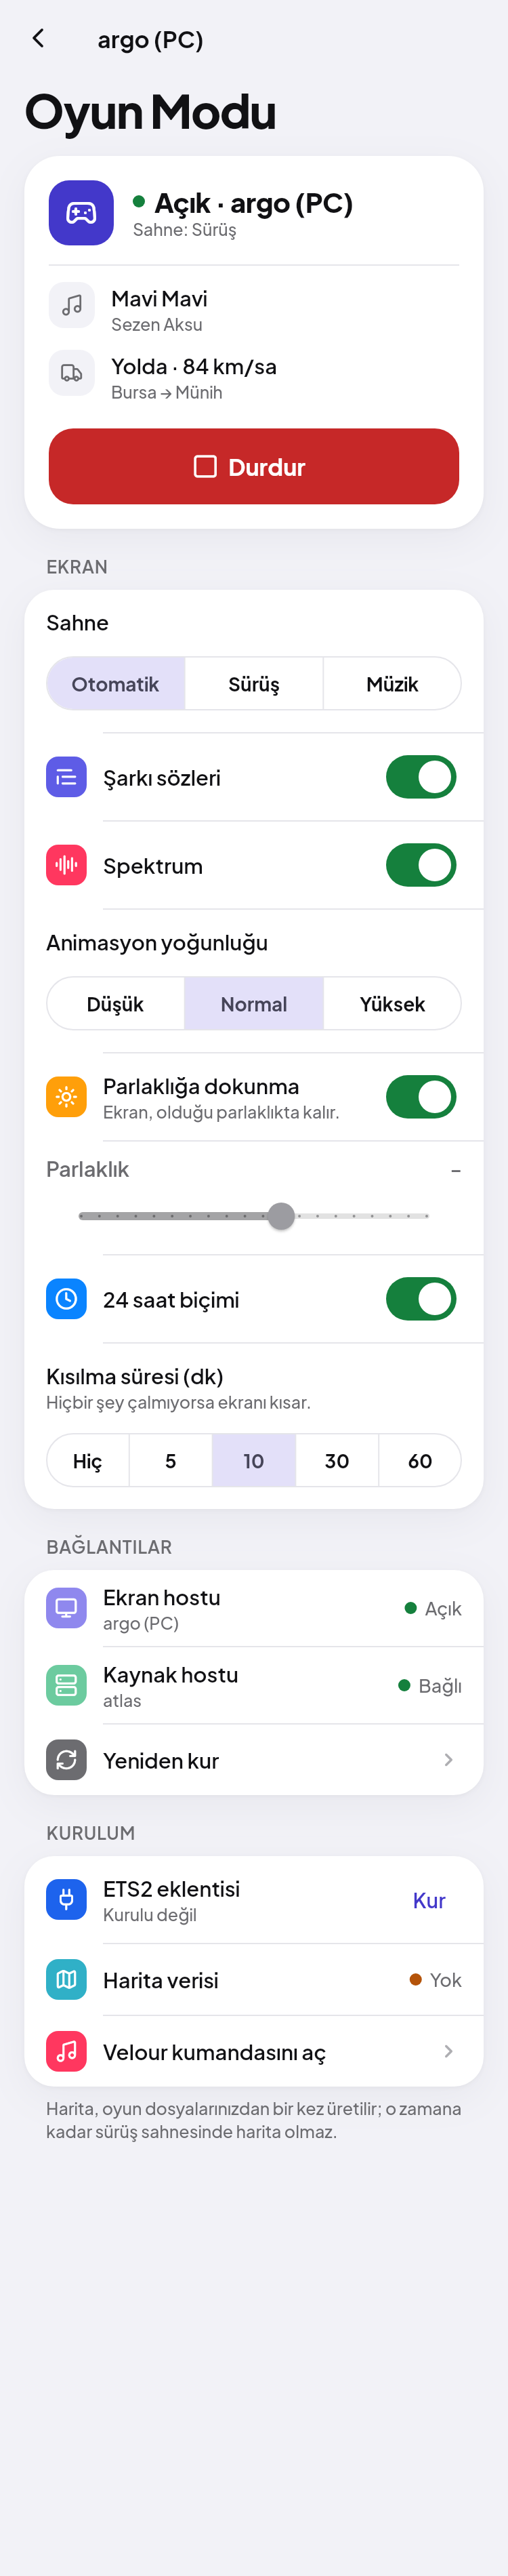 argo (PC)
Oyun Modu
Açık · argo (PC)
Sahne: Sürüş
Mavi Mavi
Sezen Aksu
Yolda · 84 km/sa
Bursa → Münih
Durdur
EKRAN
Sahne
Otomatik Sürüş Müzik
Şarkı sözleri
Spektrum
Animasyon yoğunluğu
Düşük Normal Yüksek
Parlaklığa dokunma
Ekran, olduğu parlaklıkta kalır.
Parlaklık –
24 saat biçimi
Kısılma süresi (dk)
Hiçbir şey çalmıyorsa ekranı kısar.
Hiç 5 10 30 60
BAĞLANTILAR
Ekran hostu
argo (PC)
Açık
Kaynak hostu
atlas
Bağlı
Yeniden kur
KURULUM
ETS2 eklentisi
Kurulu değil
Kur
Harita verisi Yok
Velour kumandasını aç
Harita, oyun dosyalarınızdan bir kez üretilir; o zamana
kadar sürüş sahnesinde harita olmaz.